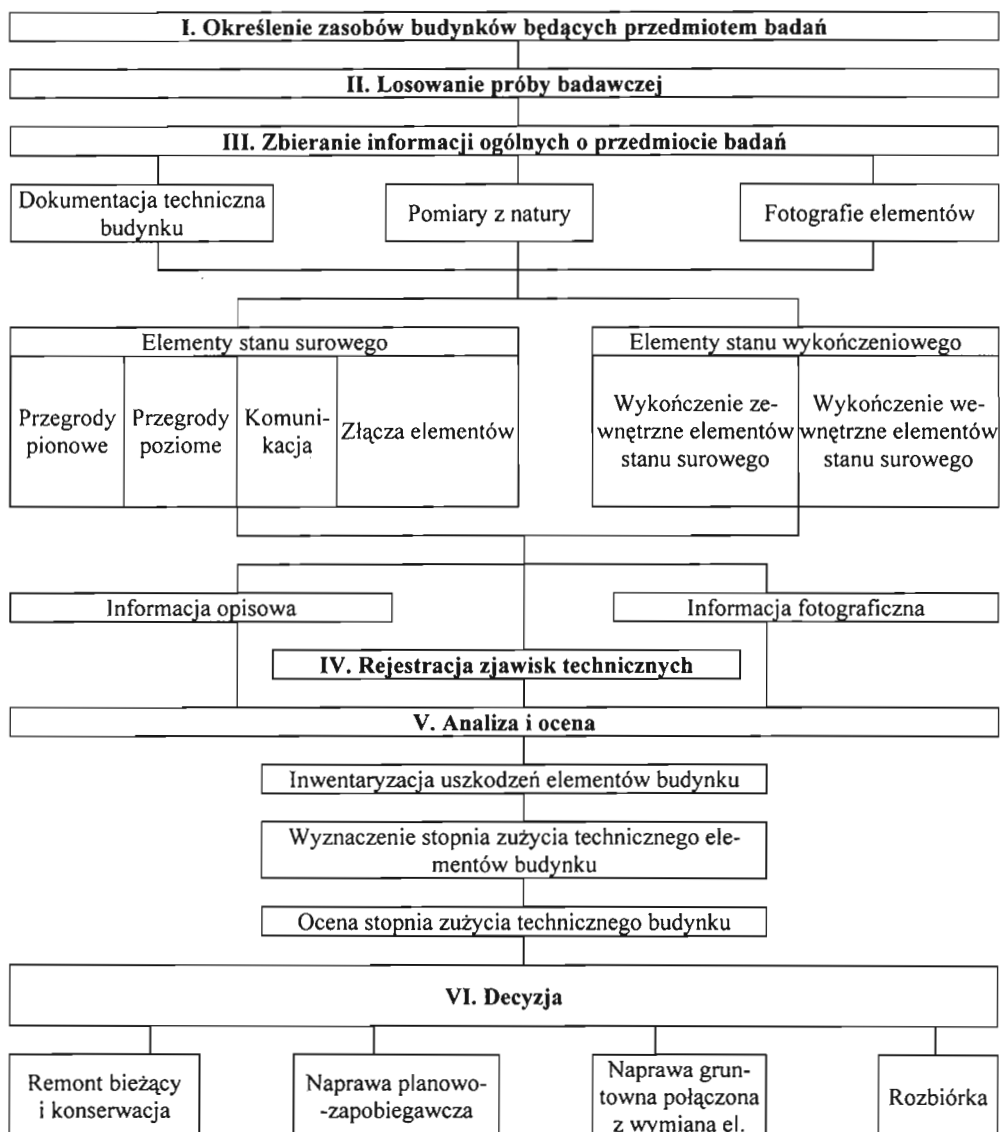 I. Określenie zasobów budynków będących przedmiotem badań
II. Losowanie próby badawczej
III. Zbieranie informacji ogólnych o przedmiocie badań
Dokumentacja techniczna
budynku
Pomiary z natury
Fotografie elementów
Elementy stanu surowego
Przegrody
pionowe
Przegrody
poziome
Komuni-
kacja
Złącza elementów
Elementy stanu wykończeniowego
Wykończenie ze-
wnętrzne elementów
stanu surowego
Wykończenie we-
wnętrzne elementów
stanu surowego
Informacja opisowa
Informacja fotograficzna
IV. Rejestracja zjawisk technicznych
V. Analiza i ocena
Inwentaryzacja uszkodzeń elementów budynku
Wyznaczenie stopnia zużycia technicznego ele-
mentów budynku
Ocena stopnia zużycia technicznego budynku
VI. Decyzja
Remont bieżący
i konserwacja
Naprawa planowo-
-zapobiegawcza
Naprawa grun-
towna połączona
z wymiana el.
Rozbiórka